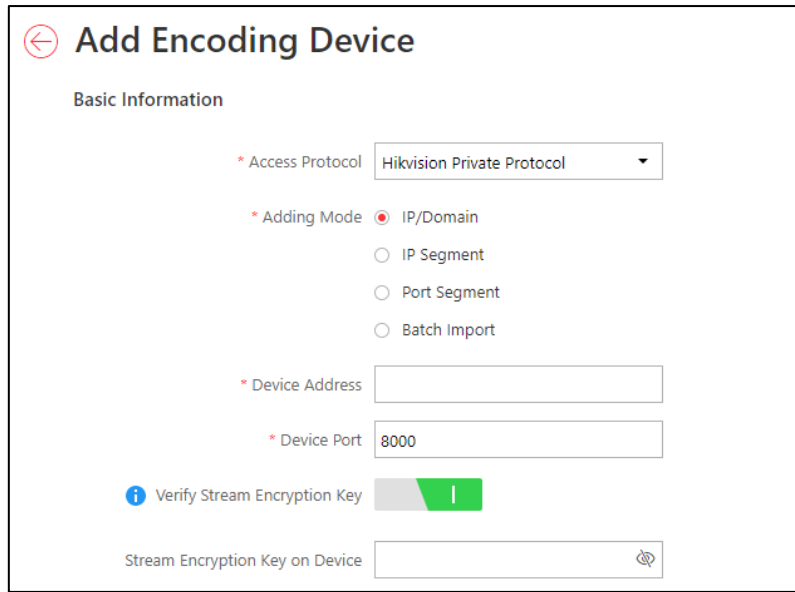 Add Encoding Device
Basic Information
* Access Protocol Hikvision Private Protocol
* Adding Mode IP/Domain
IP Segment
Port Segment
Batch Import
* Device Address
* Device Port 8000
Verify Stream Encryption Key
Stream Encryption Key on Device